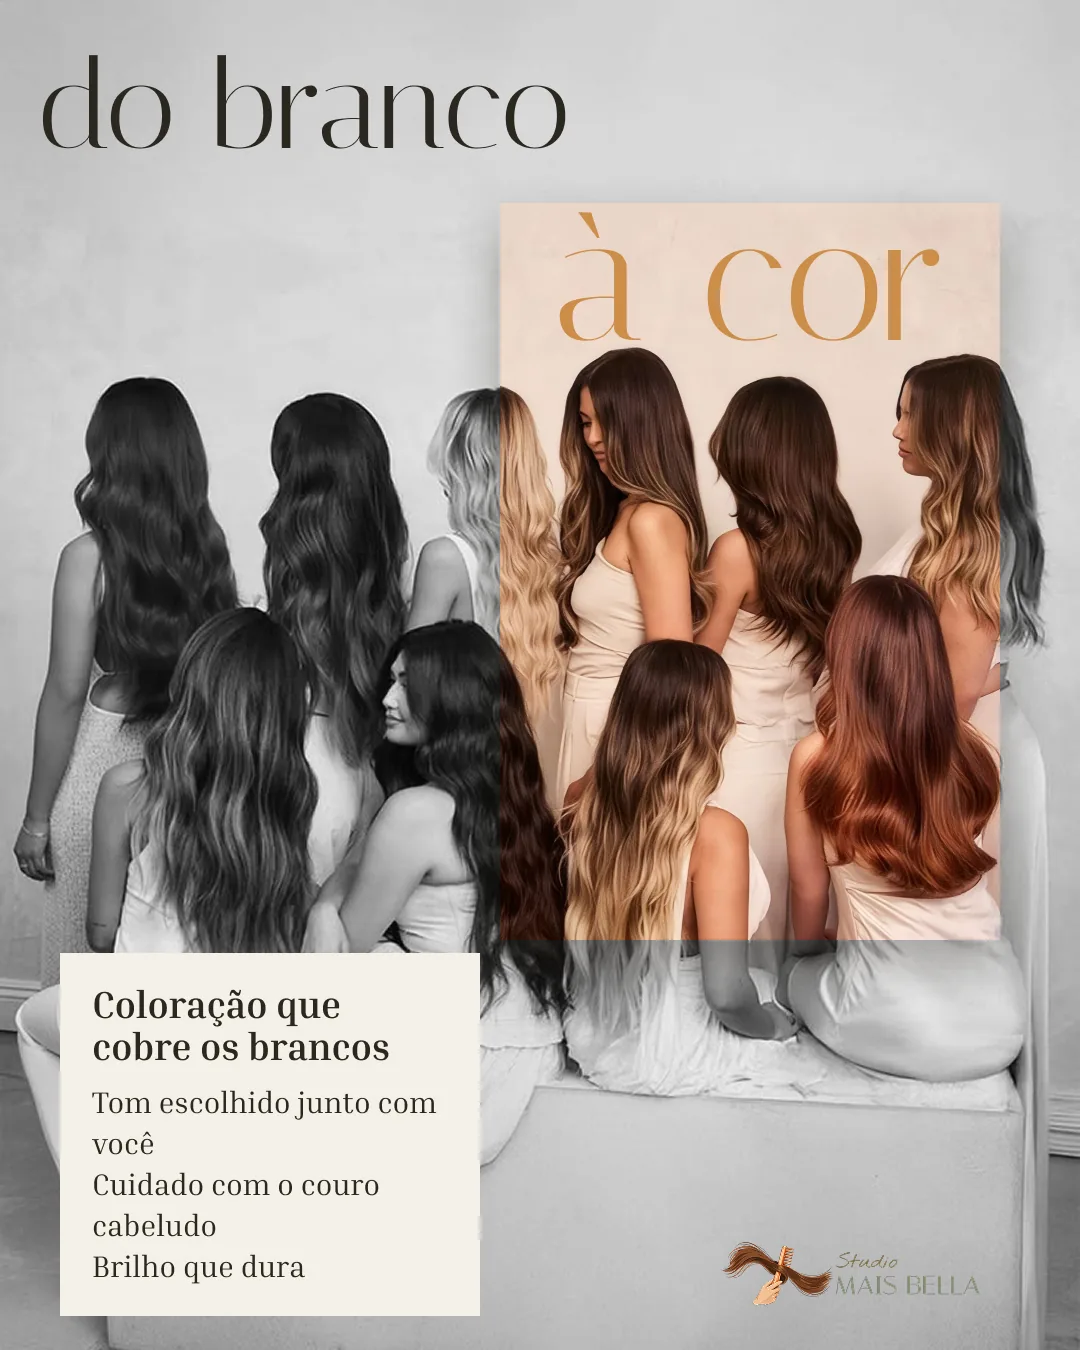 do branco
à cor
Coloração que
cobre os brancos
Tom escolhido junto com
você
Cuidado com o couro
cabeludo
Brilho que dura
Studio
MAIS BELLA